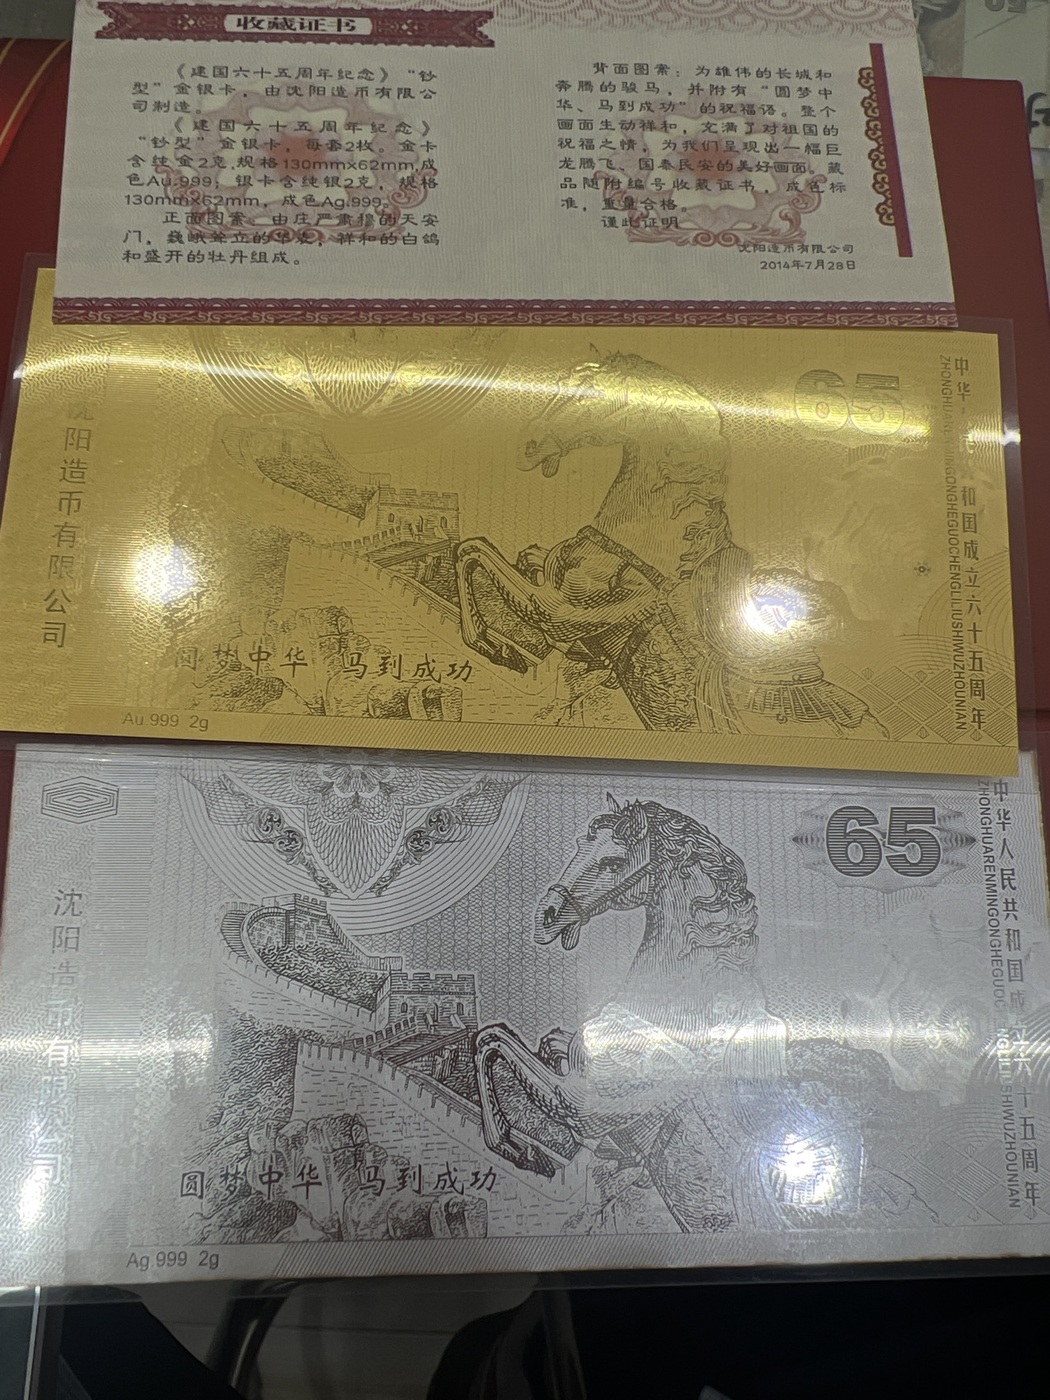 收藏证书
《建国六十五周年纪念》“钞
型”金银卡，由沈阳造币有限公
司制造。
《建国六十五周年纪念》
“钞型”金银卡，每套2枚。金卡
含纯金2克,规格130mm×62mm,成
色Au.999；银卡含纯银2克，规格
130mm×62mm，成色Ag.999。
正面图案：由庄严肃穆的天安
门，巍峨耸立的华表，祥和的白鸽
和盛开的牡丹组成。
背面图案：为雄伟的长城和
奔腾的骏马，并附有“圆梦中
华、马到成功”的祝福语。整个
画面生动祥和，充满了对祖国的
祝福之情，为我们呈现出一幅巨
龙腾飞、国泰民安的美好画面。藏
品随附编号收藏证书，成色标
准，重量合格。
谨此证明
沈阳造币有限公司
2014年7月28日
沈阳造币有限公司
65
中华 和国成立六十五周年
圆梦中华 马到成功
Au 999 2g
沈阳造币有限公司
65
中华人民共和国成立六十五周年
圆梦中华 马到成功
Ag 999 2g